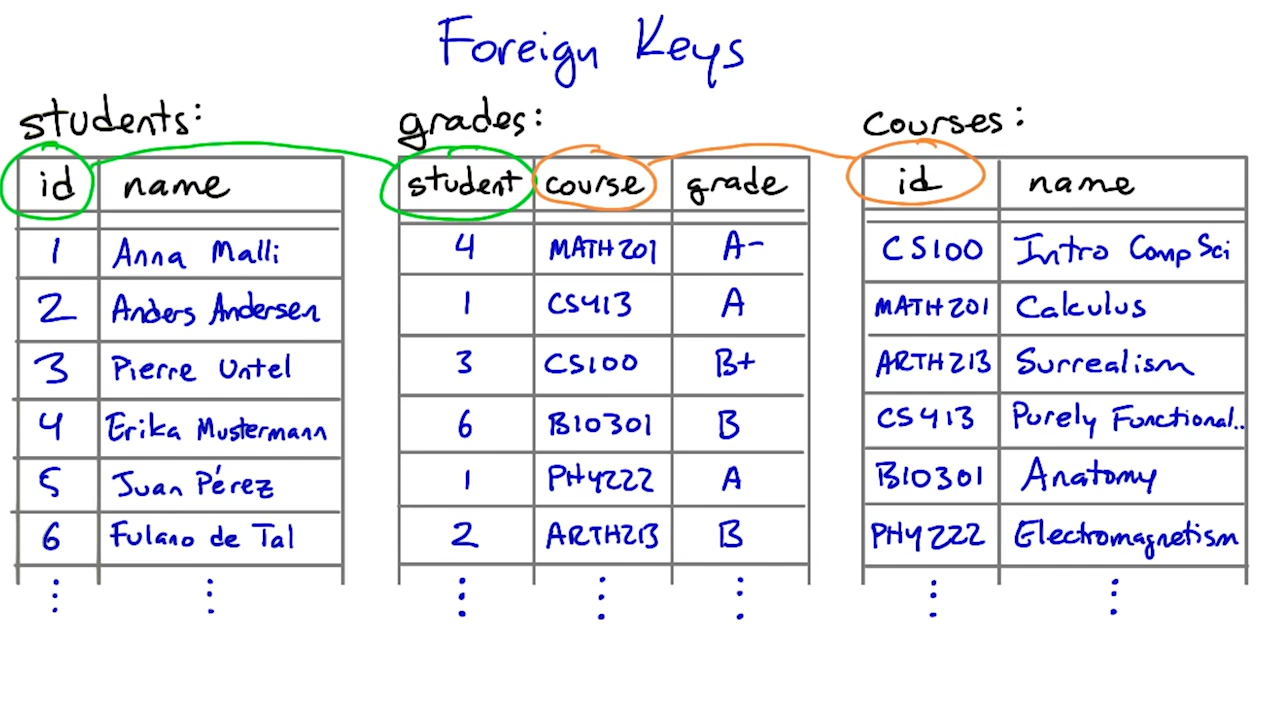 Foreign Keys
students:
id name
1 Anna Malli
2 Anders Andersen
3 Pierre Untel
4 Erika Mustermann
5 Juan Pérez
6 Fulano de Tal
⋮ ⋮
grades:
student course grade
4 MATH201 A-
1 CS413 A
3 CS100 B+
6 BIO301 B
1 PHY222 A
2 ARTH213 B
⋮ ⋮ ⋮
courses:
id name
CS100 Intro Comp Sci
MATH201 Calculus
ARTH213 Surrealism
CS413 Purely Functional..
BIO301 Anatomy
PHY222 Electromagnetism
⋮ ⋮